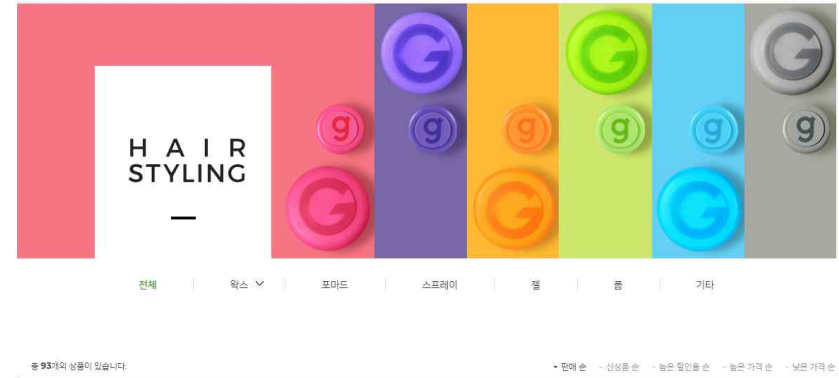 HAIR
STYLING
G G G G G G
g g g g g g
전체 왁스 포마드 스프레이 젤 폼 기타
총 93개의 상품이 있습니다.
판매 순 - 신상품 순 - 높은 할인율 순 - 높은 가격 순 - 낮은 가격 순